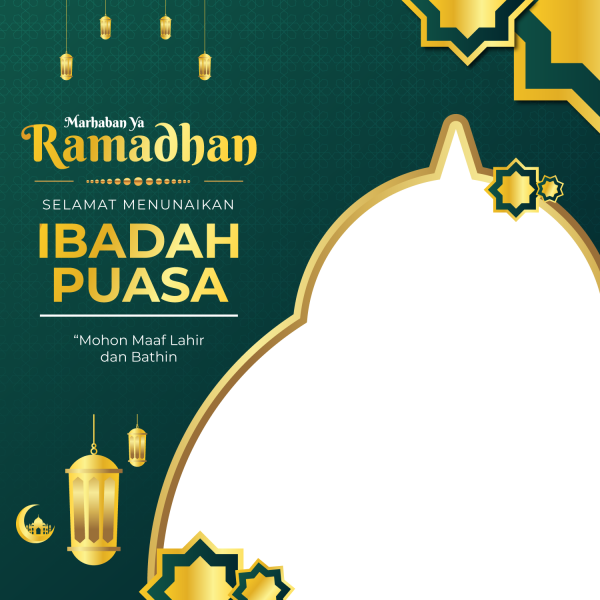 Marhaban Ya
Ramadhan
SELAMAT MENUNAIKAN
IBADAH
PUASA
“Mohon Maaf Lahir
dan Bathin